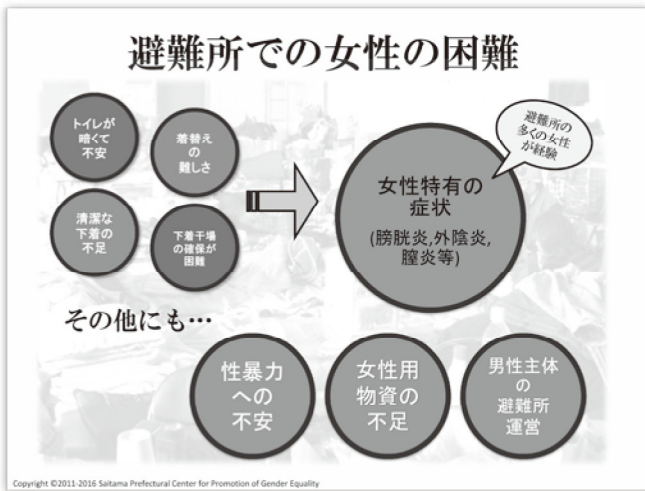 避難所での女性の困難
トイレが
暗くて
不安
着替え
の
難しさ
清潔な
下着の
不足
下着干場
の確保が
困難
女性特有の
症状
(膀胱炎,外陰炎,
膣炎等)
避難所の
多くの女性
が経験
その他にも…
性暴力
への
不安
女性用
物資の
不足
男性主体
の
避難所
運営
Copyright ©2011-2016 Saitama Prefectural Center for Promotion of Gender Equality